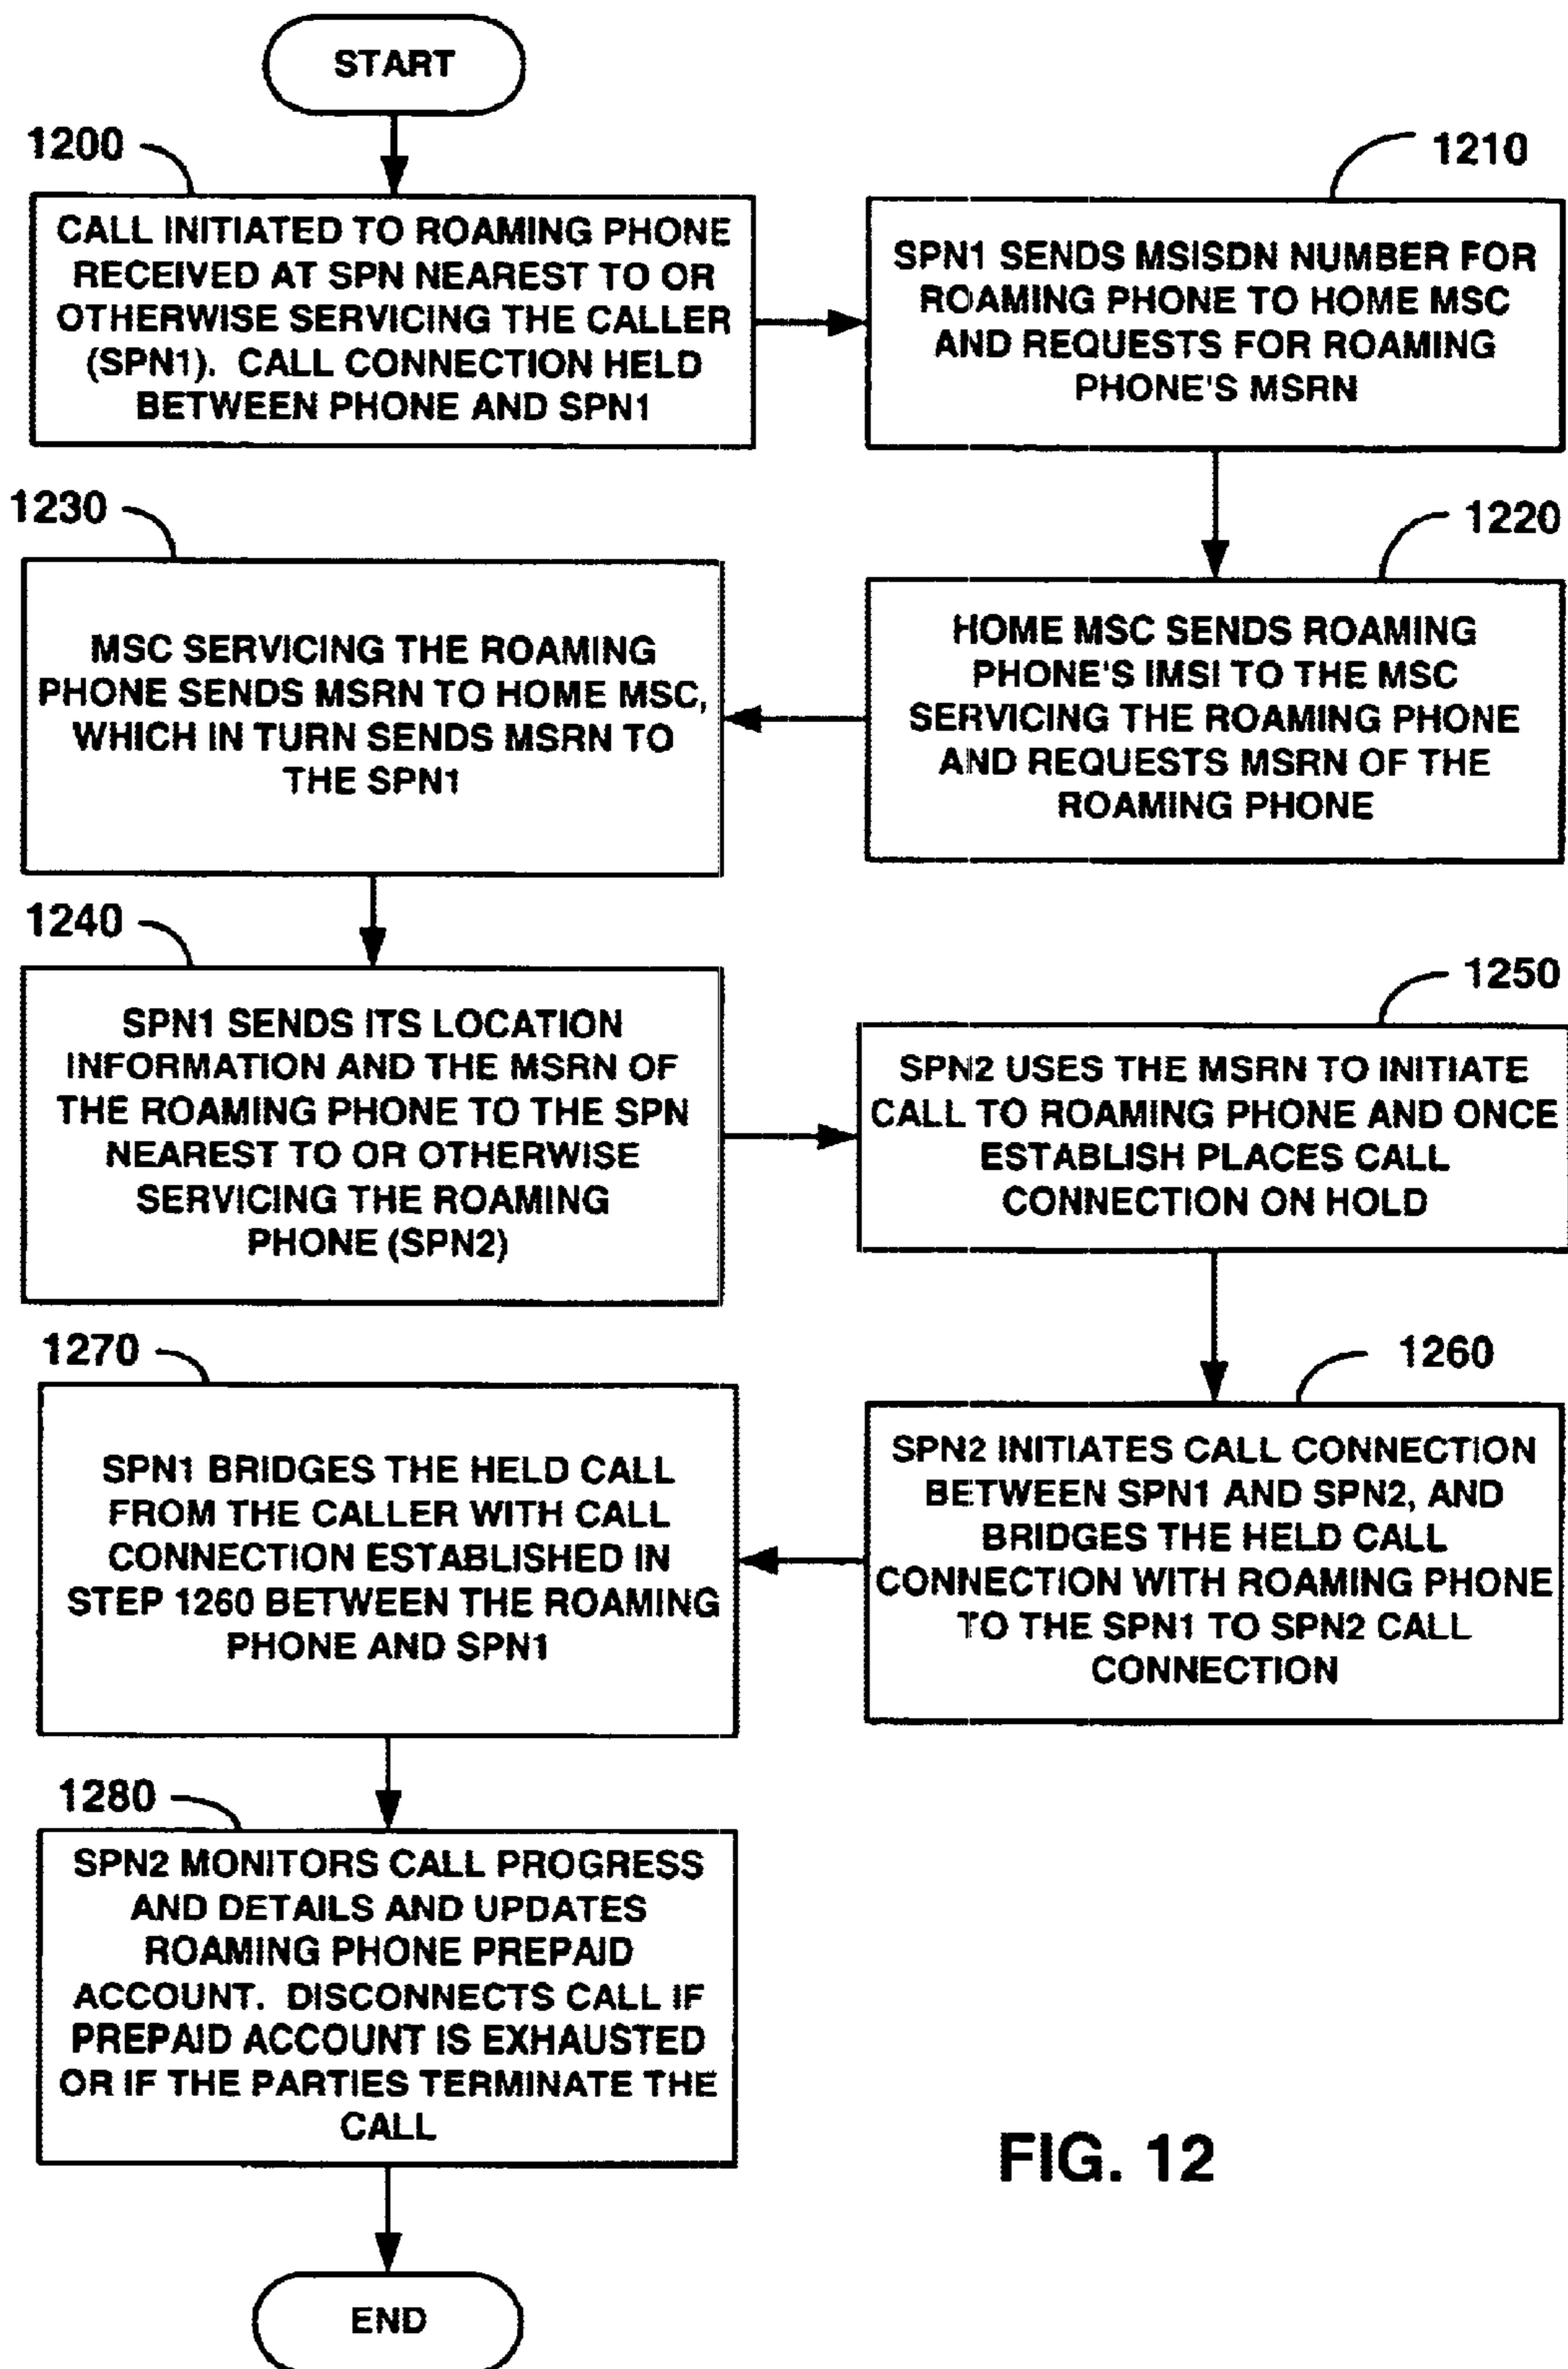 START
1200
CALL INITIATED TO ROAMING PHONE
RECEIVED AT SPN NEAREST TO OR
OTHERWISE SERVICING THE CALLER
(SPN1). CALL CONNECTION HELD
BETWEEN PHONE AND SPN1
1210
SPN1 SENDS MSISDN NUMBER FOR
ROAMING PHONE TO HOME MSC
AND REQUESTS FOR ROAMING
PHONE'S MSRN
1220
HOME MSC SENDS ROAMING
PHONE'S IMSI TO THE MSC
SERVICING THE ROAMING PHONE
AND REQUESTS MSRN OF THE
ROAMING PHONE
1230
MSC SERVICING THE ROAMING
PHONE SENDS MSRN TO HOME MSC,
WHICH IN TURN SENDS MSRN TO
THE SPN1
1240
SPN1 SENDS ITS LOCATION
INFORMATION AND THE MSRN OF
THE ROAMING PHONE TO THE SPN
NEAREST TO OR OTHERWISE
SERVICING THE ROAMING
PHONE (SPN2)
1250
SPN2 USES THE MSRN TO INITIATE
CALL TO ROAMING PHONE AND ONCE
ESTABLISH PLACES CALL
CONNECTION ON HOLD
1260
SPN2 INITIATES CALL CONNECTION
BETWEEN SPN1 AND SPN2, AND
BRIDGES THE HELD CALL
CONNECTION WITH ROAMING PHONE
TO THE SPN1 TO SPN2 CALL
CONNECTION
1270
SPN1 BRIDGES THE HELD CALL
FROM THE CALLER WITH CALL
CONNECTION ESTABLISHED IN
STEP 1260 BETWEEN THE ROAMING
PHONE AND SPN1
1280
SPN2 MONITORS CALL PROGRESS
AND DETAILS AND UPDATES
ROAMING PHONE PREPAID
ACCOUNT. DISCONNECTS CALL IF
PREPAID ACCOUNT IS EXHAUSTED
OR IF THE PARTIES TERMINATE THE
CALL
END
FIG. 12